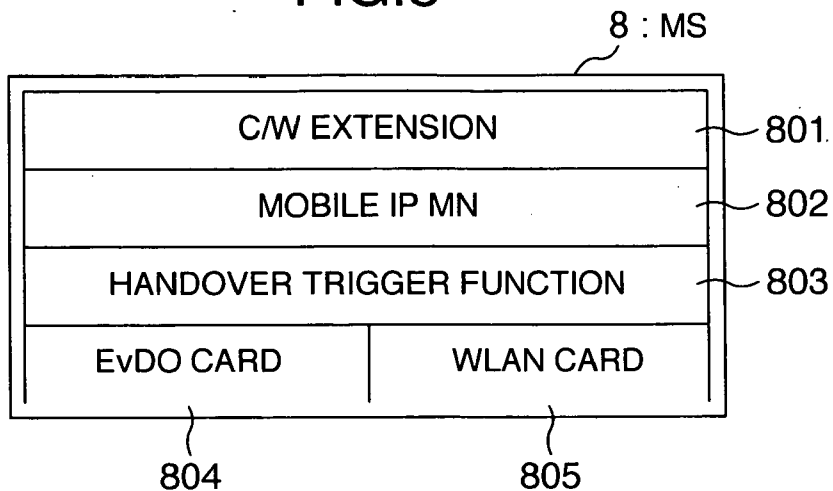 8 : MS
C/W EXTENSION
801
MOBILE IP MN
802
HANDOVER TRIGGER FUNCTION
803
EvDO CARD
WLAN CARD
804
805